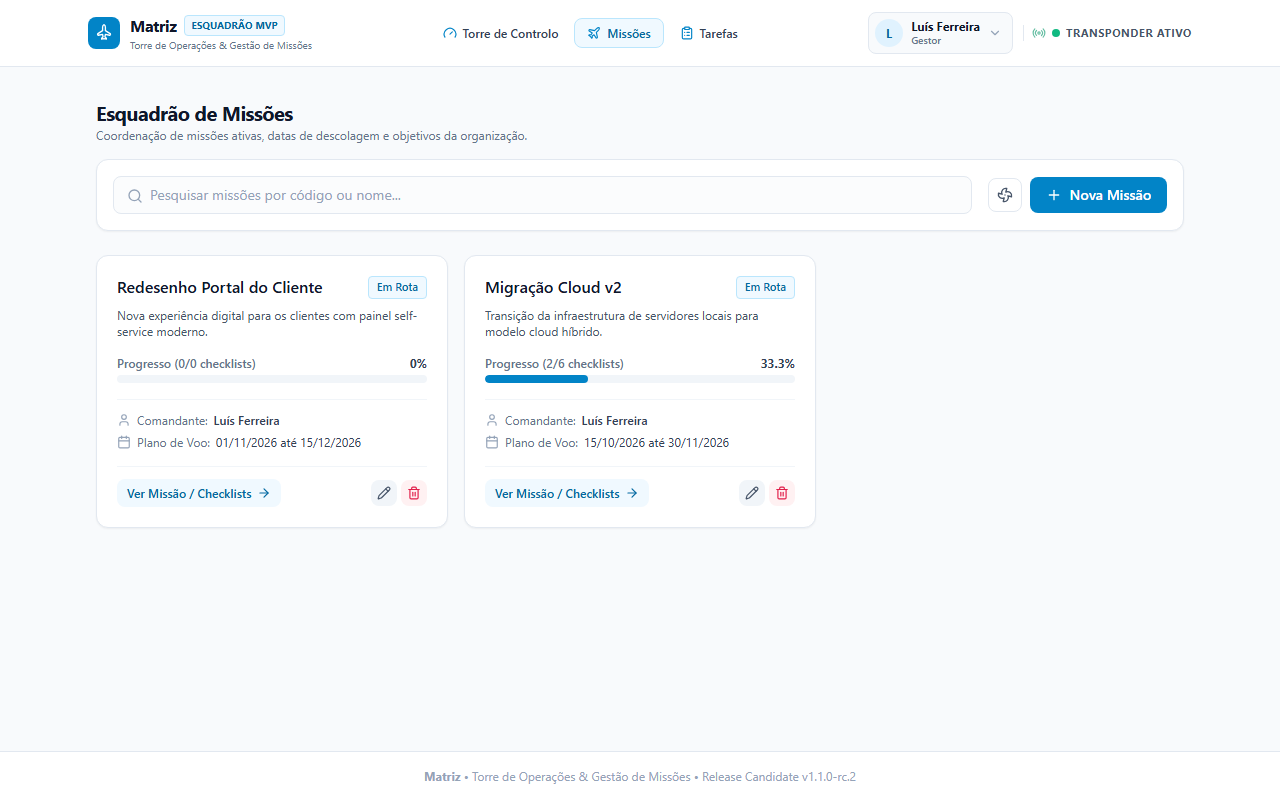 Matriz ESQUADRÃO MVP
Torre de Operações & Gestão de Missões
Torre de Controlo
Missões
Tarefas
L
Luís Ferreira
Gestor
TRANSPONDER ATIVO
Esquadrão de Missões
Coordenação de missões ativas, datas de descolagem e objetivos da organização.
Pesquisar missões por código ou nome...
Nova Missão
Redesenho Portal do Cliente
Em Rota
Nova experiência digital para os clientes com painel self-
service moderno.
Progresso (0/0 checklists) 0%
Comandante: Luís Ferreira
Plano de Voo: 01/11/2026 até 15/12/2026
Ver Missão / Checklists
Migração Cloud v2
Em Rota
Transição da infraestrutura de servidores locais para
modelo cloud híbrido.
Progresso (2/6 checklists) 33.3%
Comandante: Luís Ferreira
Plano de Voo: 15/10/2026 até 30/11/2026
Ver Missão / Checklists
Matriz • Torre de Operações & Gestão de Missões • Release Candidate v1.1.0-rc.2